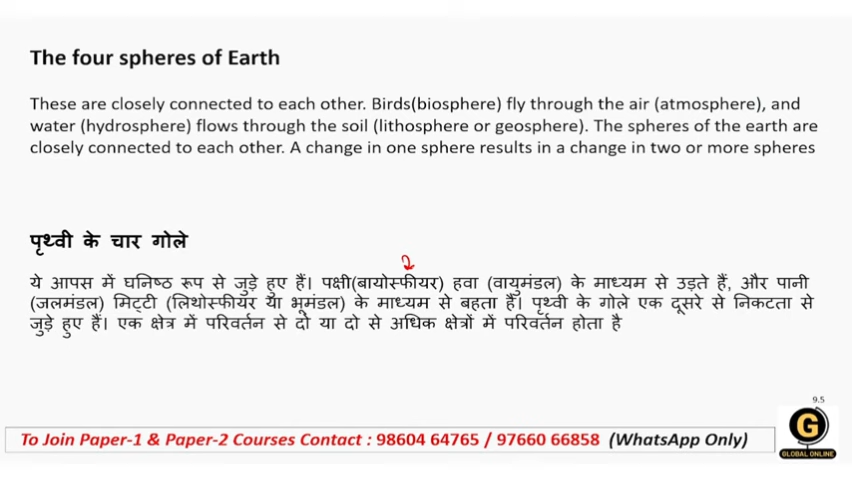 The four spheres of Earth
These are closely connected to each other. Birds(biosphere) fly through the air (atmosphere), and
water (hydrosphere) flows through the soil (lithosphere or geosphere). The spheres of the earth are
closely connected to each other. A change in one sphere results in a change in two or more spheres
पृथ्वी के चार गोले
ये आपस में घनिष्ठ रूप से जुड़े हुए हैं। पक्षी(बायोस्फीयर) हवा (वायुमंडल) के माध्यम से उड़ते हैं, और पानी
(जलमंडल) मिट्टी (लिथोस्फीयर या भूमंडल) के माध्यम से बहता है। पृथ्वी के गोले एक दूसरे से निकटता से
जुड़े हुए हैं। एक क्षेत्र में परिवर्तन से दो या दो से अधिक क्षेत्रों में परिवर्तन होता है
9.5
To Join Paper-1 & Paper-2 Courses Contact : 98604 64765 / 97660 66858 (WhatsApp Only)
G
GLOBAL ONLINE